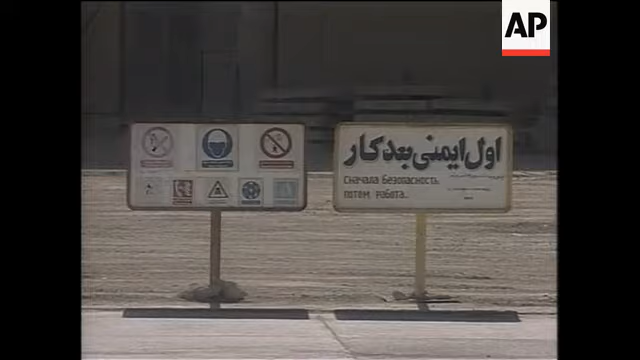 AP
اول ایمنی بعد کار
сначала безопасность,
потом работа.